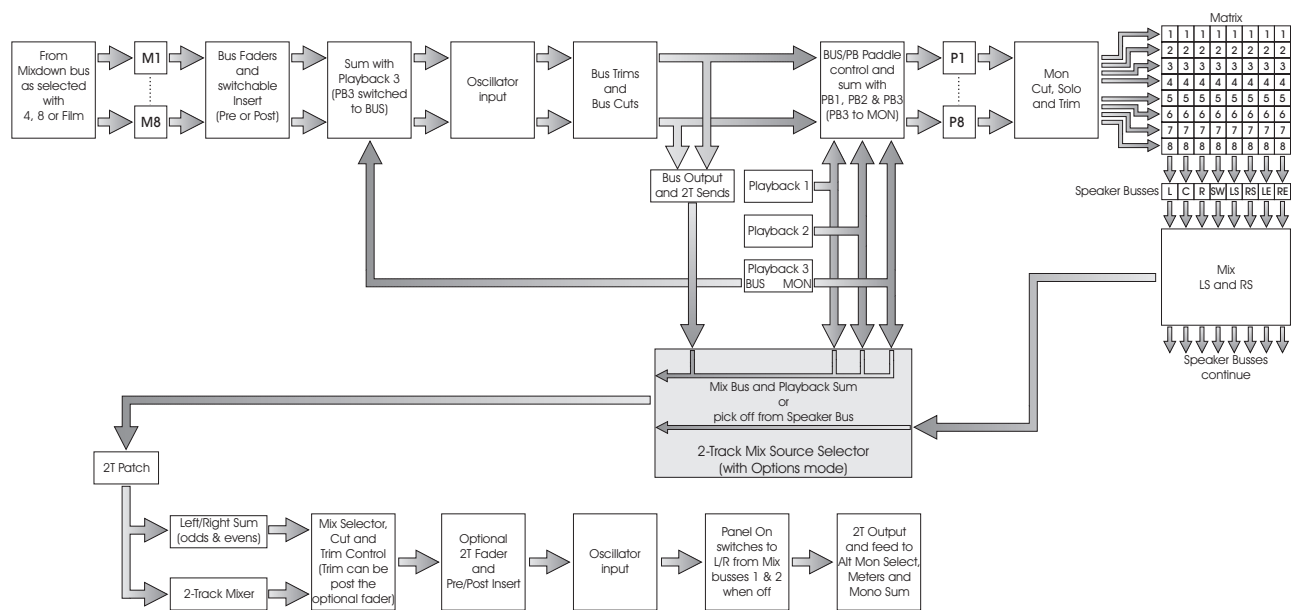 From
Mixdown bus
as selected
with
4, 8 or Film
M1
M8
Bus Faders
and
switchable
Insert
(Pre or Post)
Sum with
Playback 3
(PB3 switched
to BUS)
Oscillator
input
Bus Trims
and
Bus Cuts
BUS/PB Paddle
control and
sum with
PB1, PB2 & PB3
(PB3 to MON)
P1
P8
Mon
Cut, Solo
and Trim
Matrix
1 1 1 1 1 1 1 1
2 2 2 2 2 2 2 2
3 3 3 3 3 3 3 3
4 4 4 4 4 4 4 4
5 5 5 5 5 5 5 5
6 6 6 6 6 6 6 6
7 7 7 7 7 7 7 7
8 8 8 8 8 8 8 8
Speaker Busses L C R SW LS RS LE RE
Bus Output
and 2T Sends
Playback 1
Playback 2
Playback 3
BUS MON
Mix
LS and RS
Speaker Busses
continue
Mix Bus and Playback Sum
or
pick off from Speaker Bus
2-Track Mix Source Selector
(with Options mode)
2T Patch
Left/Right Sum
(odds & evens)
2-Track Mixer
Mix Selector,
Cut and
Trim Control
(Trim can be
post the
optional fader)
Optional
2T Fader
and
Pre/Post Insert
Oscillator
input
Panel On
switches to
L/R from Mix
busses 1 & 2
when off
2T Output
and feed to
Alt Mon Select,
Meters and
Mono Sum